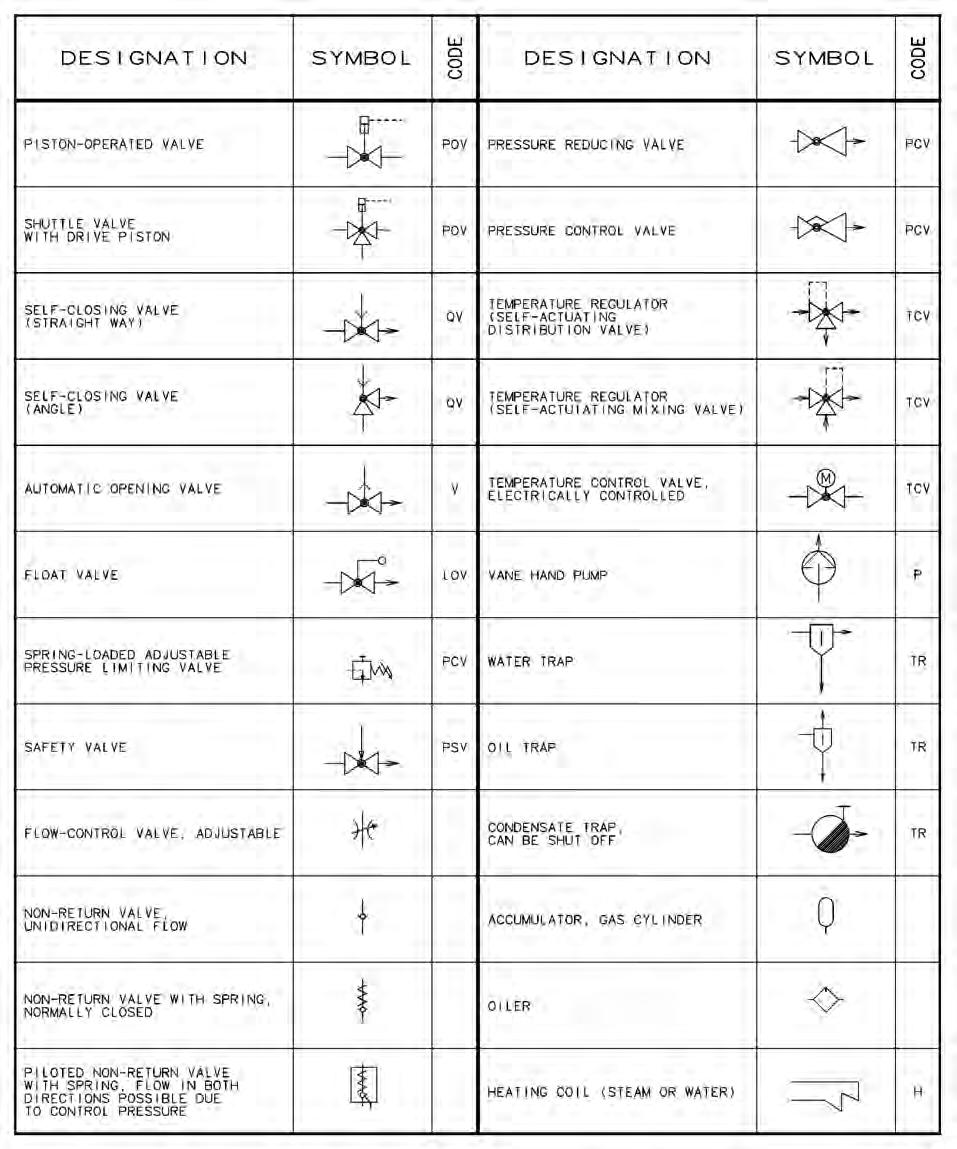 DESIGNATION SYMBOL CODE DESIGNATION SYMBOL CODE
PISTON-OPERATED VALVE POV PRESSURE REDUCING VALVE PCV
SHUTTLE VALVE
WITH DRIVE PISTON POV PRESSURE CONTROL VALVE PCV
SELF-CLOSING VALVE
(STRAIGHT WAY) QV
TEMPERATURE REGULATOR
(SELF-ACTUATING
DISTRIBUTION VALVE) TCV
SELF-CLOSING VALVE
(ANGLE) QV
TEMPERATURE REGULATOR
(SELF-ACTUIATING MIXING VALVE) TCV
AUTOMATIC OPENING VALVE V
TEMPERATURE CONTROL VALVE,
ELECTRICALLY CONTROLLED M TCV
FLOAT VALVE LOV VANE HAND PUMP P
SPRING-LOADED ADJUSTABLE
PRESSURE LIMITING VALVE PCV WATER TRAP TR
SAFETY VALVE PSV OIL TRAP TR
FLOW-CONTROL VALVE, ADJUSTABLE
CONDENSATE TRAP,
CAN BE SHUT OFF TR
NON-RETURN VALVE,
UNIDIRECTIONAL FLOW
ACCUMULATOR, GAS CYLINDER
NON-RETURN VALVE WITH SPRING,
NORMALLY CLOSED
OILER
PILOTED NON-RETURN VALVE
WITH SPRING, FLOW IN BOTH
DIRECTIONS POSSIBLE DUE
TO CONTROL PRESSURE
HEATING COIL (STEAM OR WATER) H